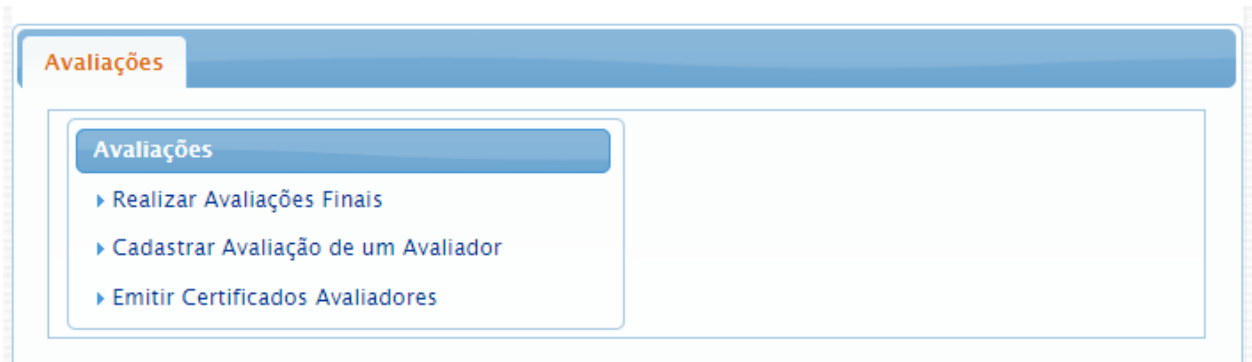 Avaliações
Avaliações
Realizar Avaliações Finais
Cadastrar Avaliação de um Avaliador
Emitir Certificados Avaliadores